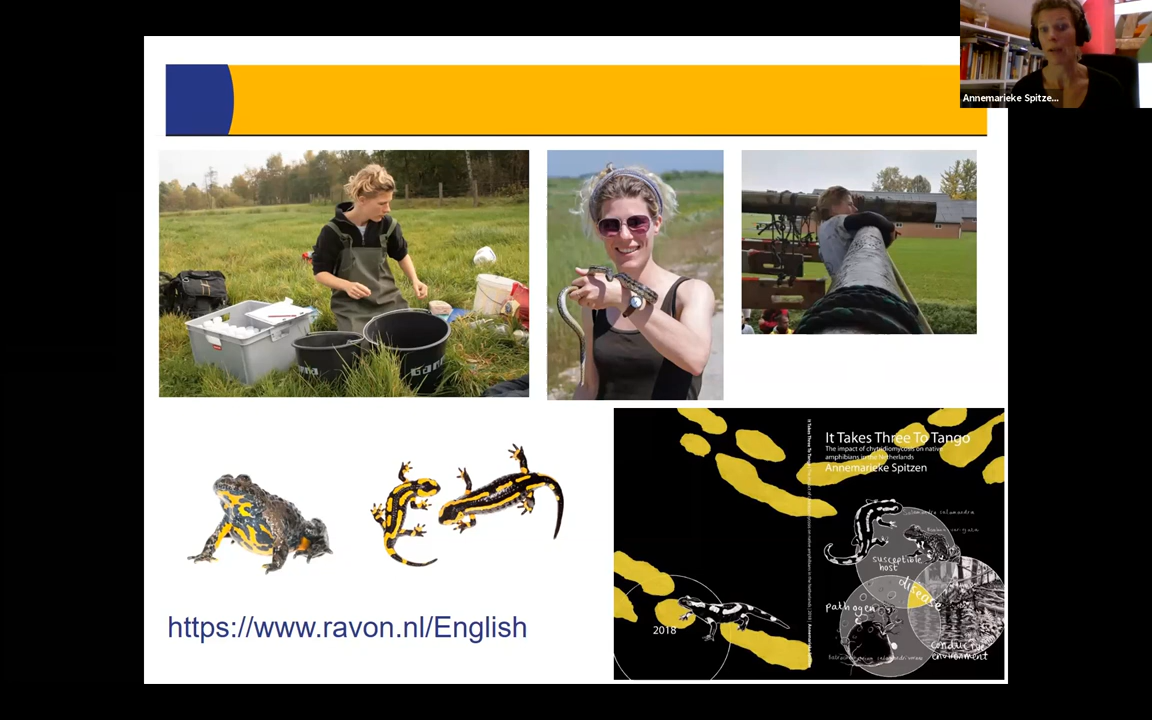 Annemarieke Spitze...
It Takes Three To Tango
The impact of chytridiomycosis on native
amphibians in the Netherlands
Annemarieke Spitzen
susceptible
host
disease
pathogen
conducive
environment
2018
https://www.ravon.nl/English